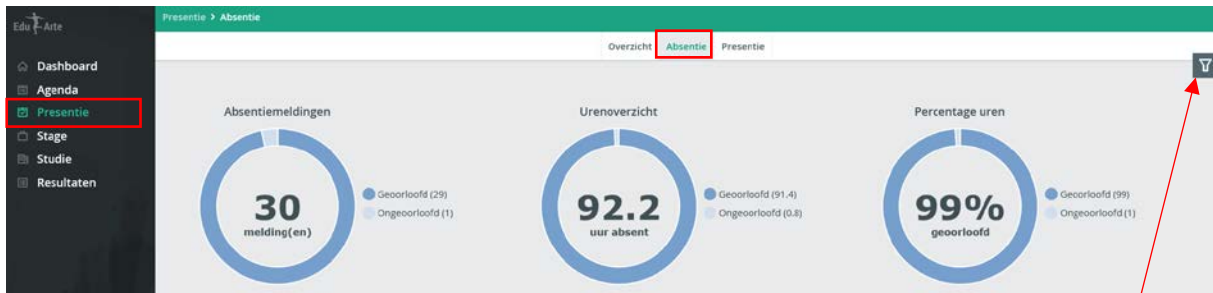 Edu Arte
Dashboard
Agenda
Presentie
Stage
Studie
Resultaten
Presentie > Absentie
Overzicht Absentie Presentie
Absentiemeldingen
30
melding(en)
Geoorloofd (29)
Ongeoorloofd (1)
Urenoverzicht
92.2
uur absent
Geoorloofd (91.4)
Ongeoorloofd (0.8)
Percentage uren
99%
geoorloofd
Geoorloofd (99)
Ongeoorloofd (1)